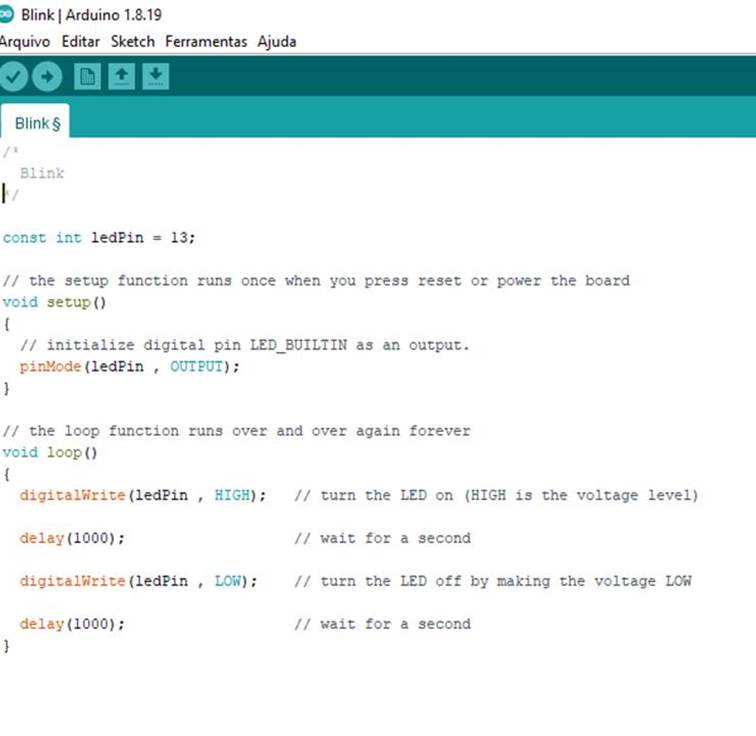 Blink | Arduino 1.8.19
Arquivo Editar Sketch Ferramentas Ajuda
Blink §
/*
  Blink
*/
const int ledPin = 13;
// the setup function runs once when you press reset or power the board
void setup()
{
  // initialize digital pin LED_BUILTIN as an output.
  pinMode(ledPin , OUTPUT);
}
// the loop function runs over and over again forever
void loop()
{
  digitalWrite(ledPin , HIGH);   // turn the LED on (HIGH is the voltage level)
  delay(1000);                   // wait for a second
  digitalWrite(ledPin , LOW);    // turn the LED off by making the voltage LOW
  delay(1000);                   // wait for a second
}